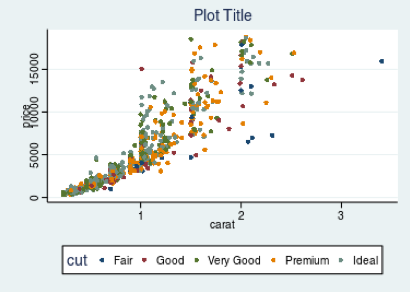 Plot Title
price
15000
10000
5000
0
1 2 3
carat
cut Fair Good Very Good Premium Ideal